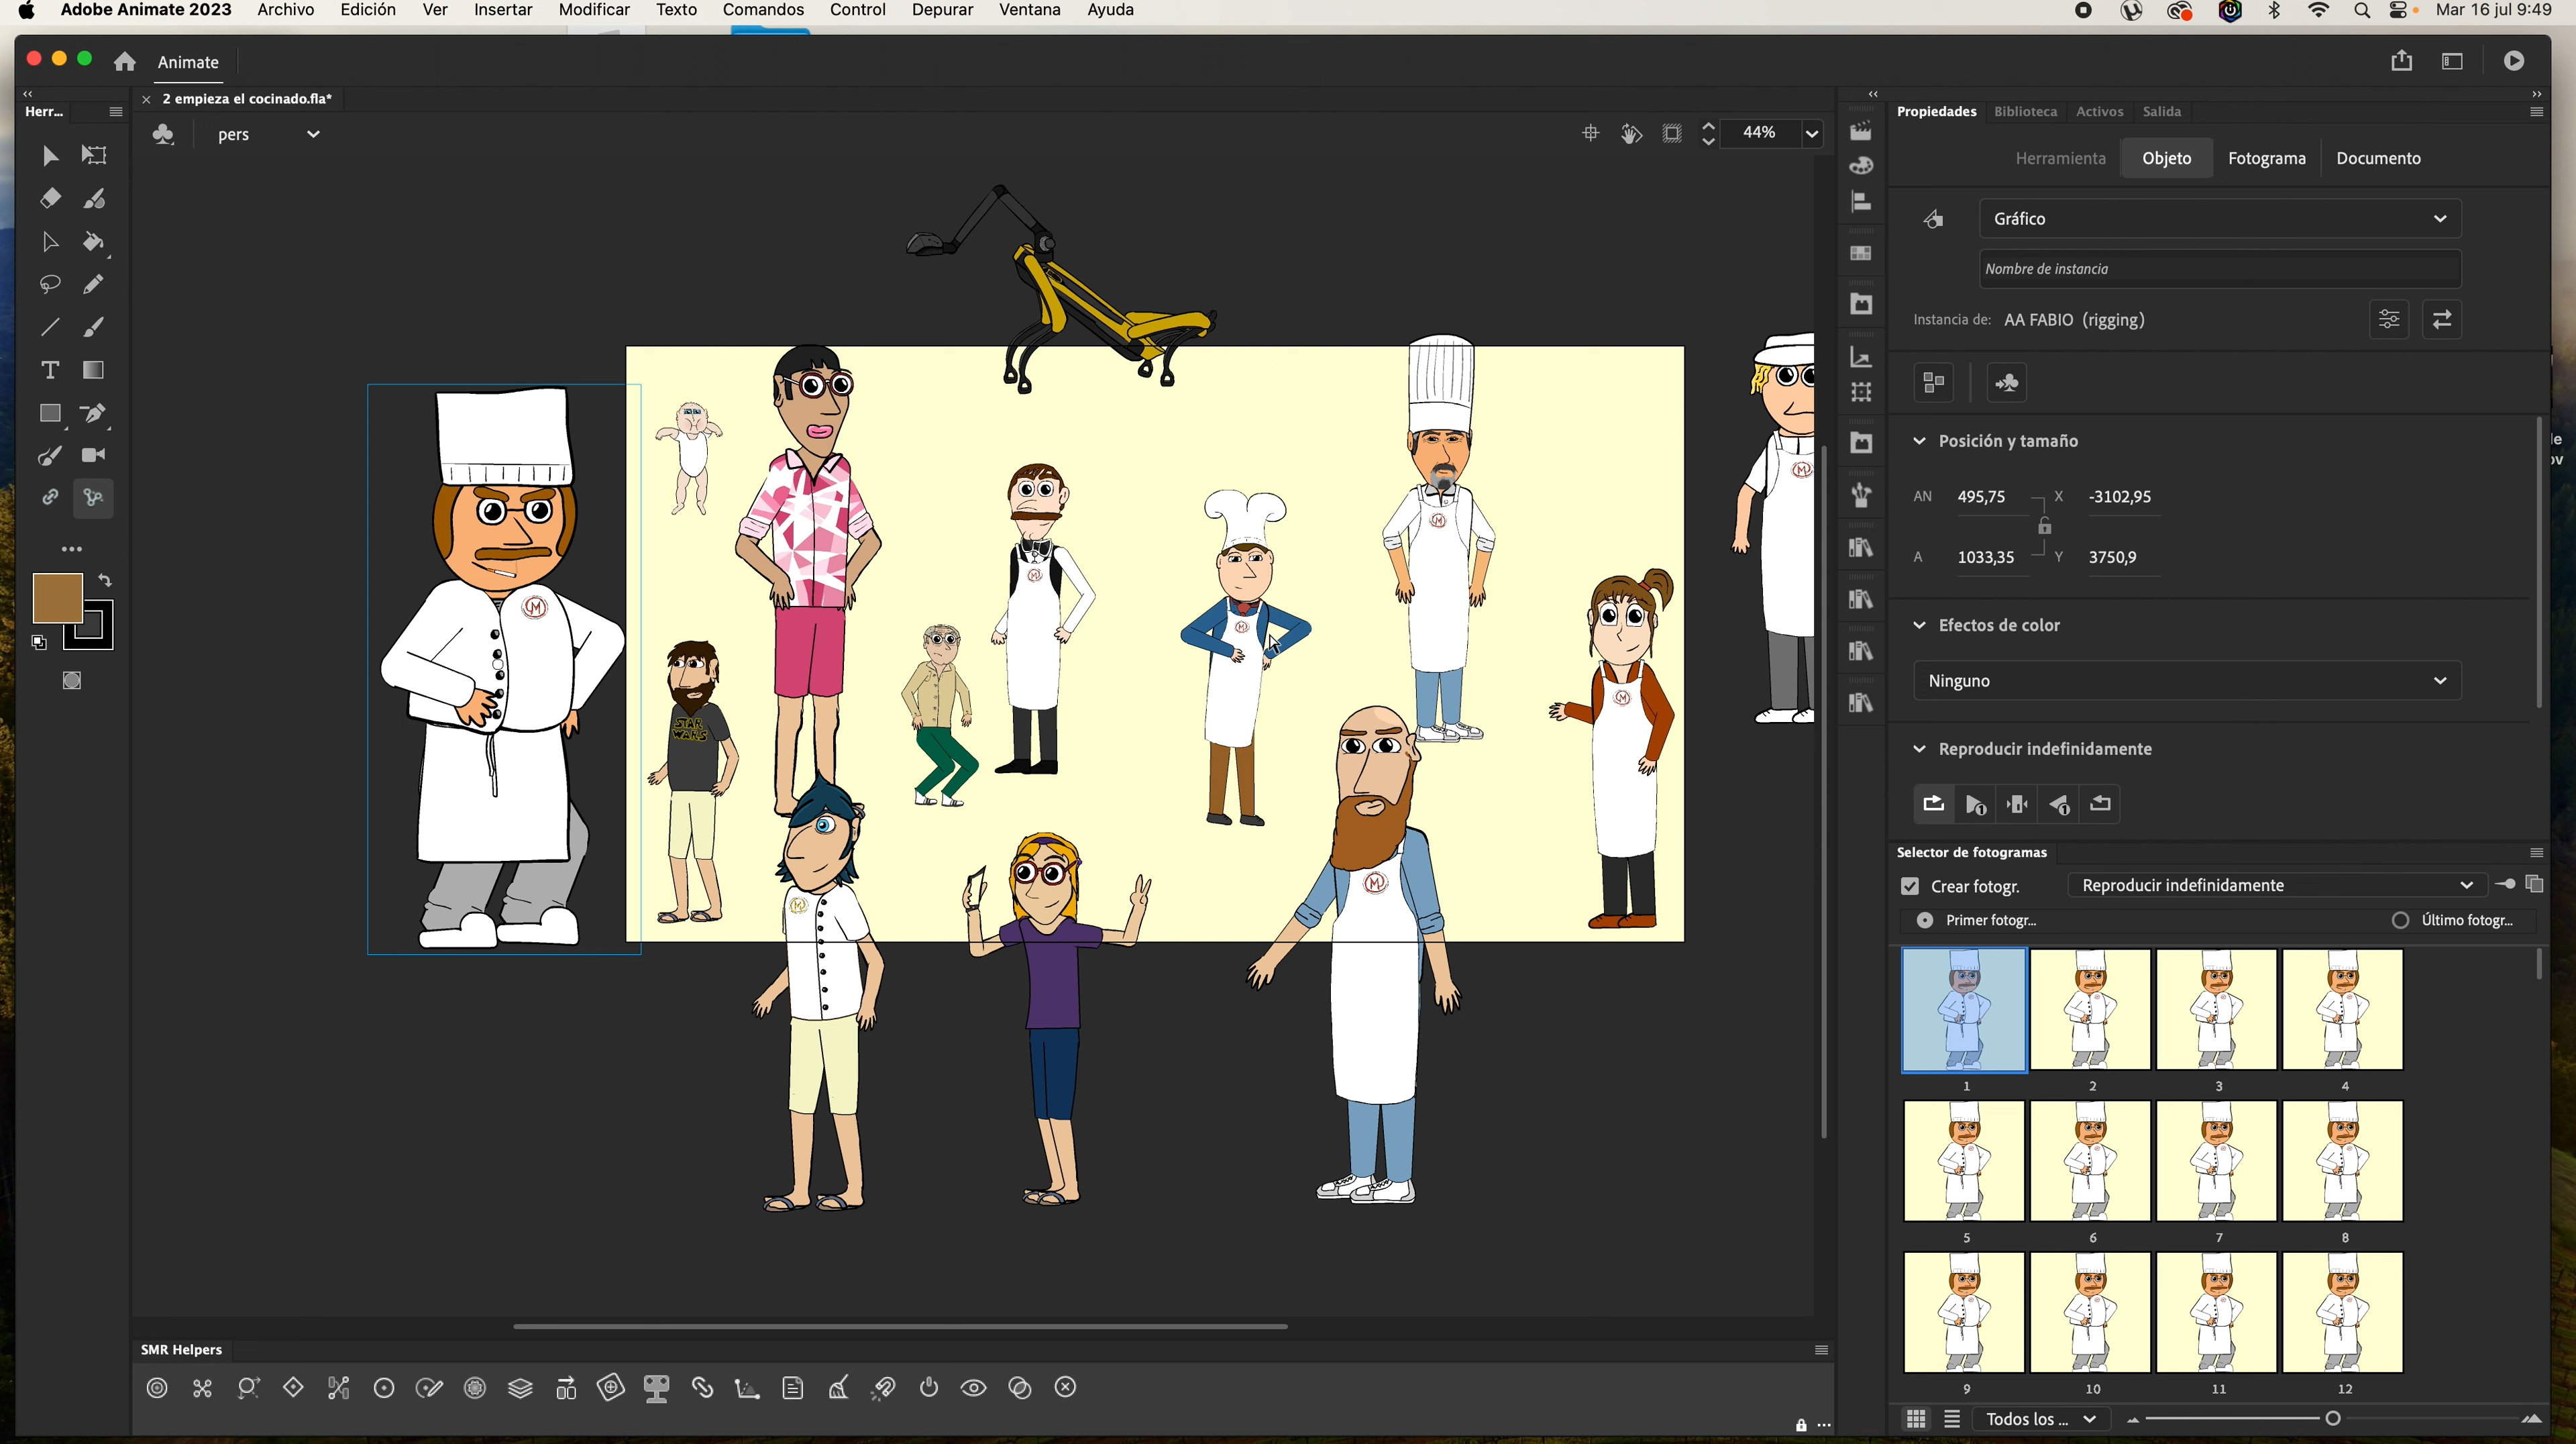 Adobe Animate 2023 Archivo Edición Ver Insertar Modificar Texto Comandos Control Depurar Ventana Ayuda Mar 16 jul 9:49
Animate
Herr...
2 empieza el cocinado.fla*
pers
44%
Propiedades Biblioteca Activos Salida
Herramienta Objeto Fotograma Documento
Gráfico
Nombre de instancia
Instancia de: AA FABIO (rigging)
Posición y tamaño
AN 495,75 X -3102,95
A 1033,35 Y 3750,9
Efectos de color
Ninguno
Reproducir indefinidamente
Selector de fotogramas
Crear fotogr. Reproducir indefinidamente
Primer fotogr... Último fotogr...
1 2 3 4
5 6 7 8
9 10 11 12
Todos los ...
STAR
WARS
M
SMR Helpers